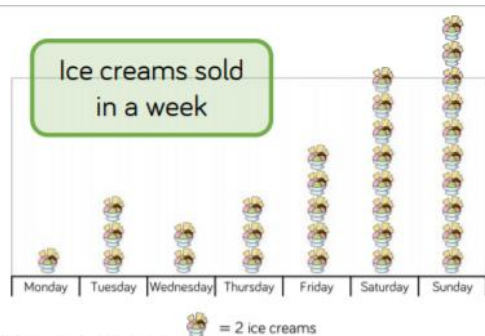 Ice creams sold
in a week
Monday Tuesday Wednesday Thursday Friday Saturday Sunday
= 2 ice creams